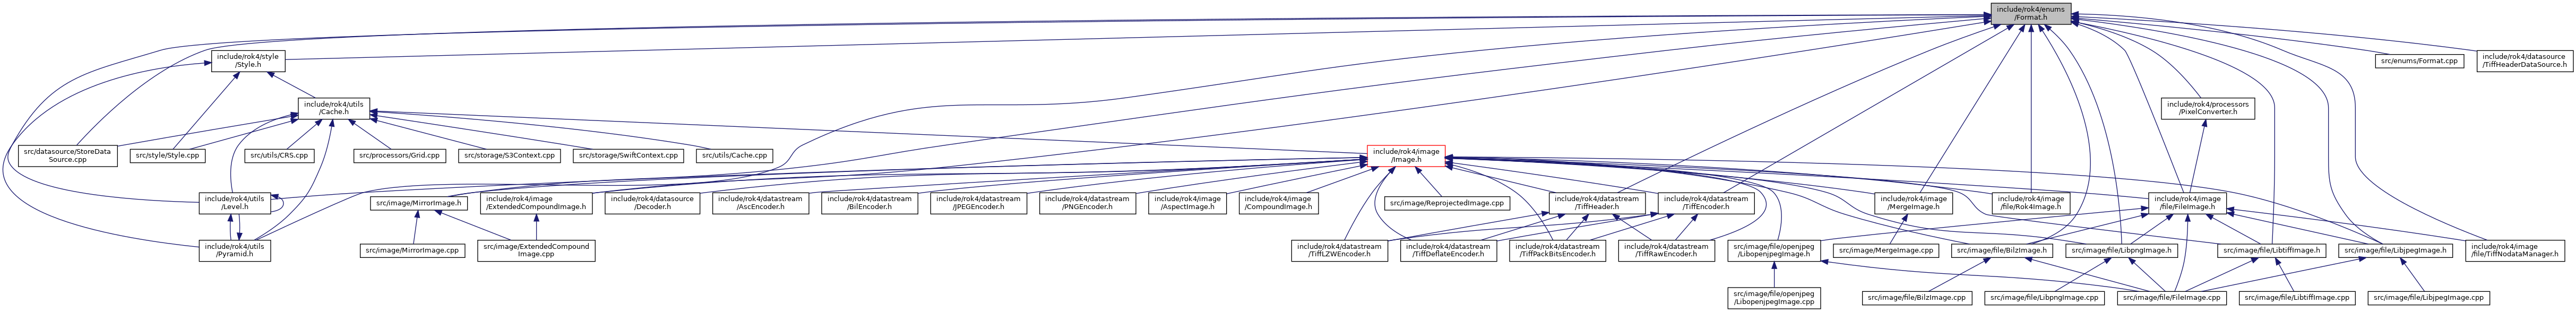 include/rok4/enums
/Format.h
include/rok4/style
/Style.h
src/enums/Format.cpp
include/rok4/datasource
/TiffHeaderDataSource.h
include/rok4/utils
/Cache.h
include/rok4/processors
/PixelConverter.h
src/datasource/StoreData
Source.cpp
src/style/Style.cpp
src/utils/CRS.cpp
src/processors/Grid.cpp
src/storage/S3Context.cpp
src/storage/SwiftContext.cpp
src/utils/Cache.cpp
include/rok4/image
/Image.h
include/rok4/utils
/Level.h
src/image/MirrorImage.h
include/rok4/image
/ExtendedCompoundImage.h
include/rok4/datasource
/Decoder.h
include/rok4/datastream
/AscEncoder.h
include/rok4/datastream
/BilEncoder.h
include/rok4/datastream
/JPEGEncoder.h
include/rok4/datastream
/PNGEncoder.h
include/rok4/image
/AspectImage.h
include/rok4/image
/CompoundImage.h
src/image/ReprojectedImage.cpp
include/rok4/datastream
/TiffHeader.h
include/rok4/datastream
/TiffEncoder.h
include/rok4/image
/MergeImage.h
include/rok4/image
/file/Rok4Image.h
include/rok4/image
/file/FileImage.h
include/rok4/utils
/Pyramid.h
src/image/MirrorImage.cpp
src/image/ExtendedCompound
Image.cpp
include/rok4/datastream
/TiffLZWEncoder.h
include/rok4/datastream
/TiffDeflateEncoder.h
include/rok4/datastream
/TiffPackBitsEncoder.h
include/rok4/datastream
/TiffRawEncoder.h
src/image/file/openjpeg
/LibopenjpegImage.h
src/image/MergeImage.cpp
src/image/file/BilzImage.h
src/image/file/LibpngImage.h
src/image/file/LibtiffImage.h
src/image/file/LibjpegImage.h
include/rok4/image
/file/TiffNodataManager.h
src/image/file/openjpeg
/LibopenjpegImage.cpp
src/image/file/BilzImage.cpp
src/image/file/LibpngImage.cpp
src/image/file/FileImage.cpp
src/image/file/LibtiffImage.cpp
src/image/file/LibjpegImage.cpp